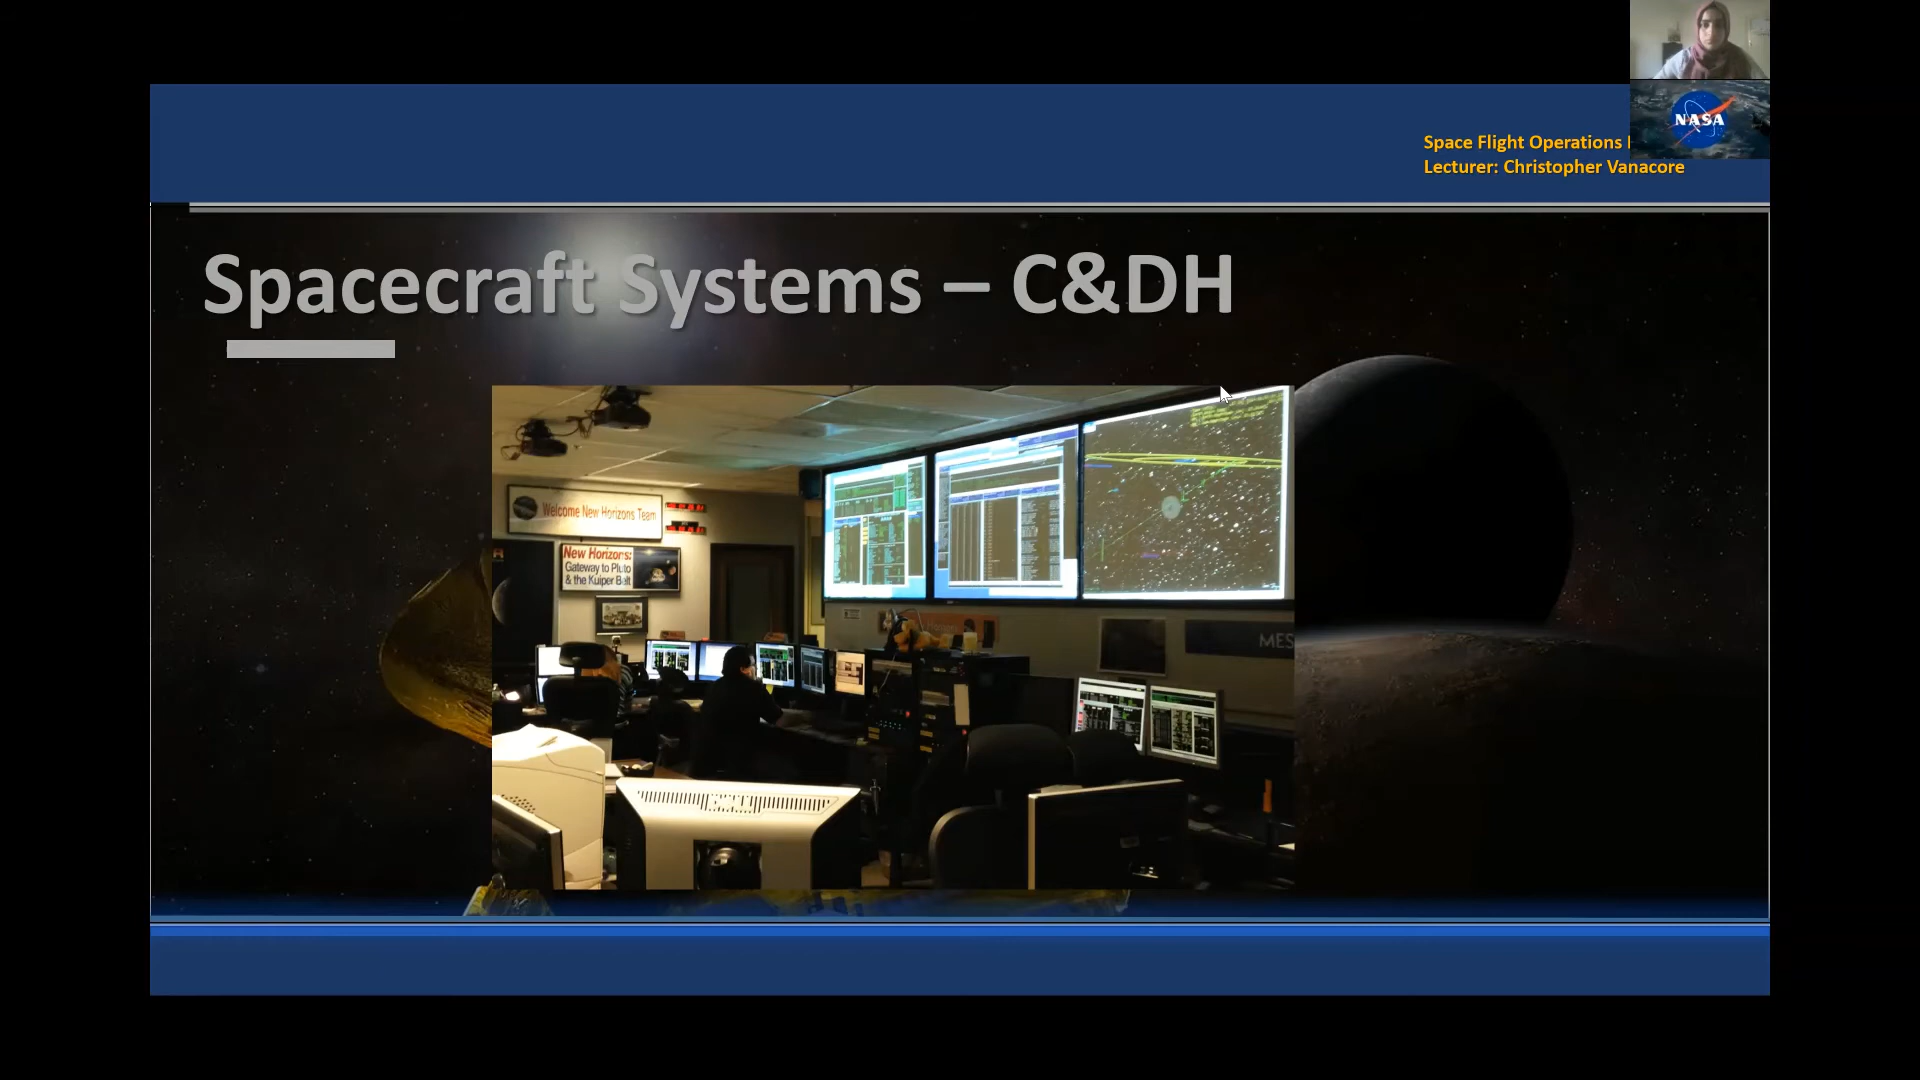 NASA
Space Flight Operations
Lecturer: Christopher Vanacore
Spacecraft Systems – C&DH
Welcome New Horizons Team
New Horizons:
Gateway to Pluto
& the Kuiper Belt
MES